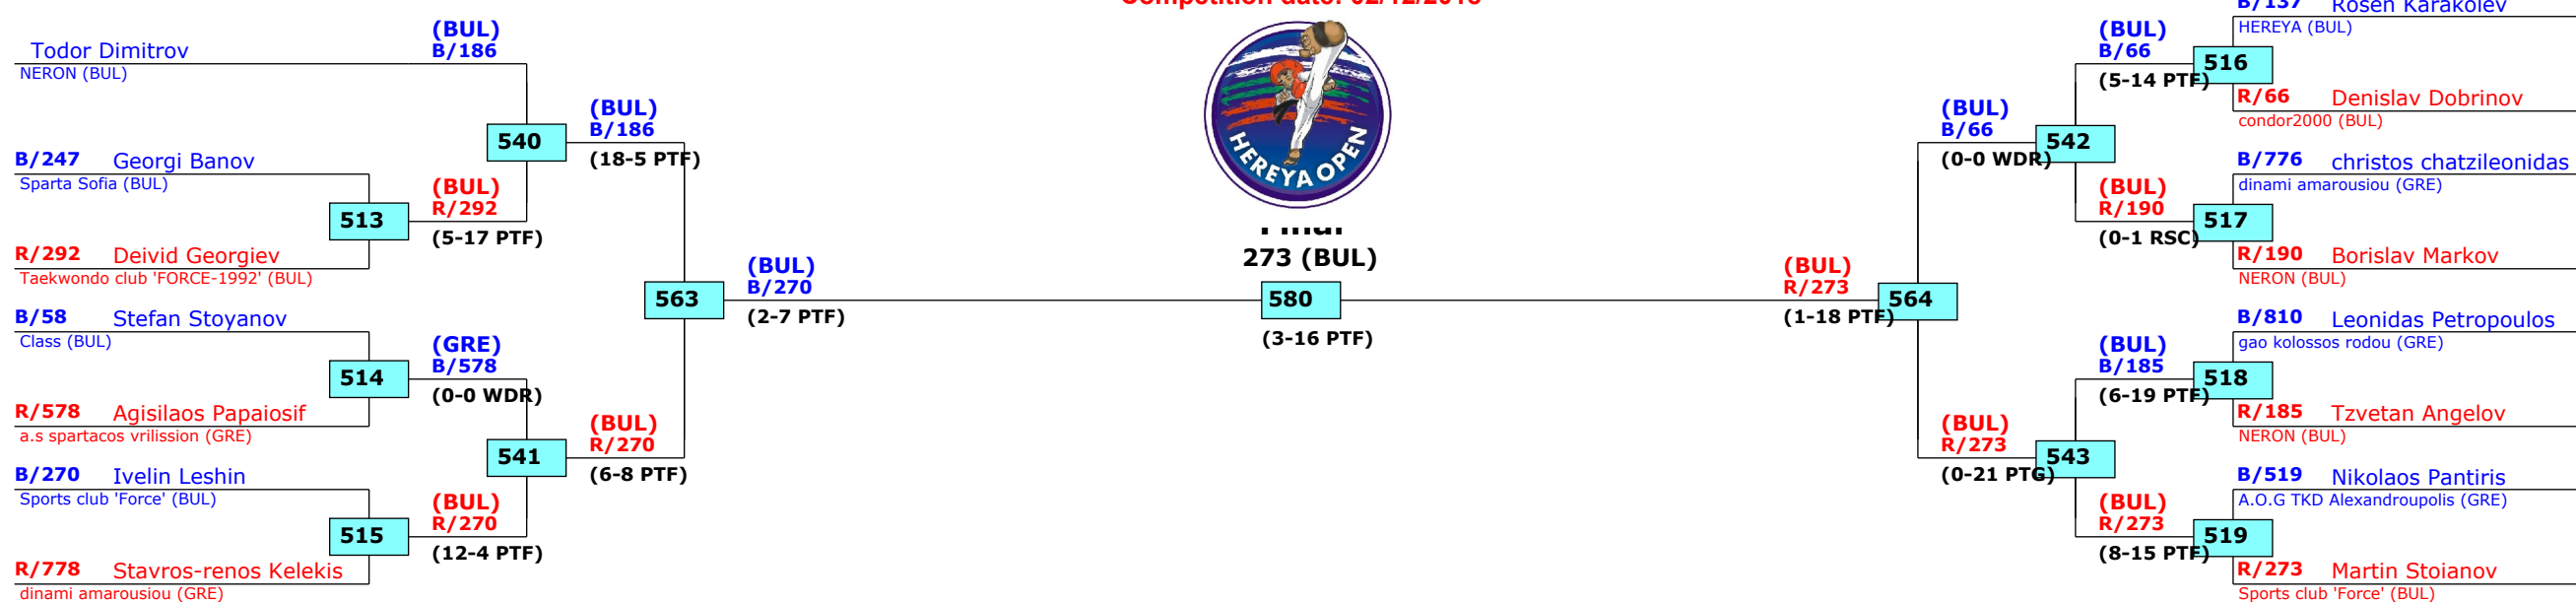 Competition date: 02/12/2018
Todor Dimitrov
NERON (BUL)
(BUL)
B/186
B/247 Georgi Banov
Sparta Sofia (BUL)
513
R/292 Deivid Georgiev
Taekwondo club 'FORCE-1992' (BUL)
(BUL)
R/292
(5-17 PTF)
540
(BUL)
B/186
(18-5 PTF)
B/58 Stefan Stoyanov
Class (BUL)
514
R/578 Agisilaos Papaiosif
a.s spartacos vrilission (GRE)
(GRE)
B/578
(0-0 WDR)
B/270 Ivelin Leshin
Sports club 'Force' (BUL)
515
R/778 Stavros-renos Kelekis
dinami amarousiou (GRE)
(BUL)
R/270
(12-4 PTF)
541
(BUL)
R/270
(6-8 PTF)
563
(BUL)
B/270
(2-7 PTF)
HEREYA OPEN
Final
273 (BUL)
580
(3-16 PTF)
(BUL)
R/273
(1-18 PTF)
564
(BUL)
B/66
(0-0 WDR)
542
(BUL)
B/66
(5-14 PTF)
516
B/137 Rosen Karakolev
HEREYA (BUL)
R/66 Denislav Dobrinov
condor2000 (BUL)
(BUL)
R/190
(0-1 RSC)
517
B/776 christos chatzileonidas
dinami amarousiou (GRE)
R/190 Borislav Markov
NERON (BUL)
(BUL)
R/273
(0-21 PTG)
543
(BUL)
B/185
(6-19 PTF)
518
B/810 Leonidas Petropoulos
gao kolossos rodou (GRE)
R/185 Tzvetan Angelov
NERON (BUL)
(BUL)
R/273
(8-15 PTF)
519
B/519 Nikolaos Pantiris
A.O.G TKD Alexandroupolis (GRE)
R/273 Martin Stoianov
Sports club 'Force' (BUL)